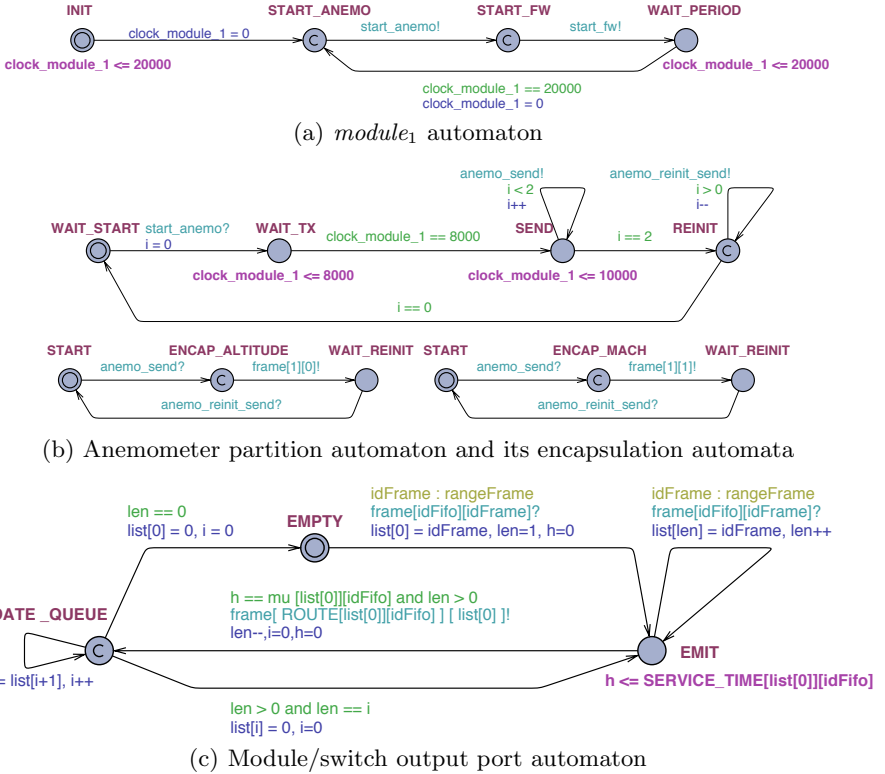 INIT START_ANEMO START_FW WAIT_PERIOD
clock_module_1 = 0 start_anemo! start_fw!
C C
clock_module_1 <= 20000 clock_module_1 <= 20000
clock_module_1 == 20000
clock_module_1 = 0
(a) module1 automaton
anemo_send! anemo_reinit_send!
i < 2 i > 0
i++ i--
WAIT_START start_anemo? WAIT_TX SEND REINIT
i = 0 clock_module_1 == 8000 i == 2
C
clock_module_1 <= 8000 clock_module_1 <= 10000
i == 0
START ENCAP_ALTITUDE WAIT_REINIT START ENCAP_MACH WAIT_REINIT
anemo_send? frame[1][0]! anemo_send? frame[1][1]!
C C
anemo_reinit_send? anemo_reinit_send?
(b) Anemometer partition automaton and its encapsulation automata
idFrame : rangeFrame idFrame : rangeFrame
len == 0 frame[idFifo][idFrame]? frame[idFifo][idFrame]?
list[0] = 0, i = 0 EMPTY list[0] = idFrame, len=1, h=0 list[len] = idFrame, len++
h == mu [list[0]][idFifo] and len > 0
DATE _QUEUE frame[ ROUTE[list[0]][idFifo] ] [ list[0] ]!
len--,i=0,h=0
C EMIT
= list[i+1], i++ h <= SERVICE_TIME[list[0]][idFifo]
len > 0 and len == i
list[i] = 0, i=0
(c) Module/switch output port automaton